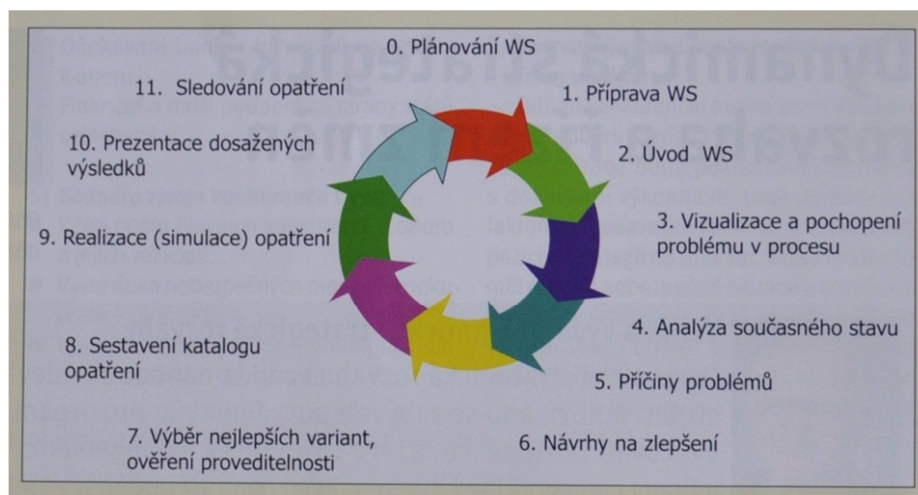 0. Plánování WS
1. Příprava WS
2. Úvod WS
3. Vizualizace a pochopení
problému v procesu
4. Analýza současného stavu
5. Příčiny problémů
6. Návrhy na zlepšení
7. Výběr nejlepších variant,
ověření proveditelnosti
8. Sestavení katalogu
opatření
9. Realizace (simulace) opatření
10. Prezentace dosažených
výsledků
11. Sledování opatření